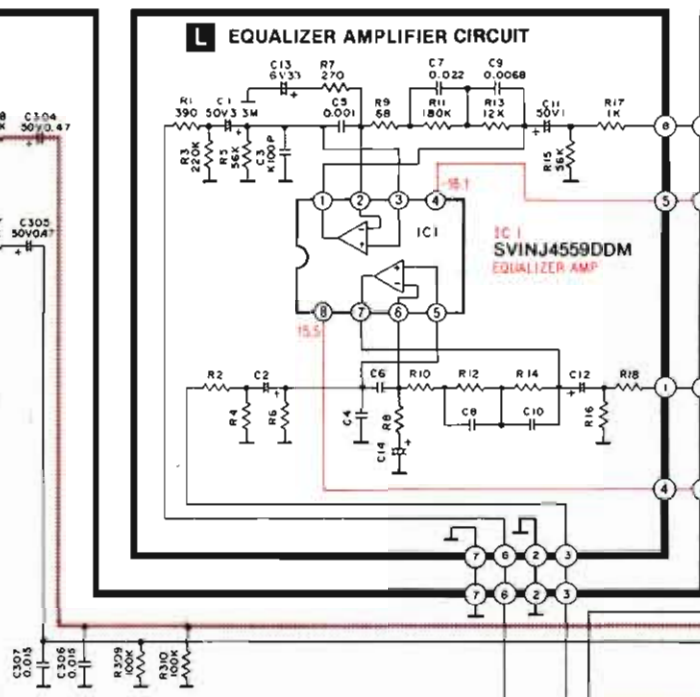 L EQUALIZER AMPLIFIER CIRCUIT
C13
6V33
R7
270
C7
0.022
C9
0.0068
C304
50V0.47
R1
390
C1
50V3.3M
C5
0.001
R9
68
R11
180K
R13
12K
C11
50V1
R17
1K
6
R3
220K
R5
56K
C3
K100P
R15
56K
1 2 3 4
5
IC1
IC1
SVINJ4559DDM
EQUALIZER AMP
C305
50V0.47
8 7 6 5
15.5
R2
C2
C6
R10
R12
R14
C12
R18
1
R4
R6
C4
R8
C8
C10
R16
C14
4
7 6 2 3
7 6 2 3
C307
0.015
C306
0.015
R309
100K
R310
100K